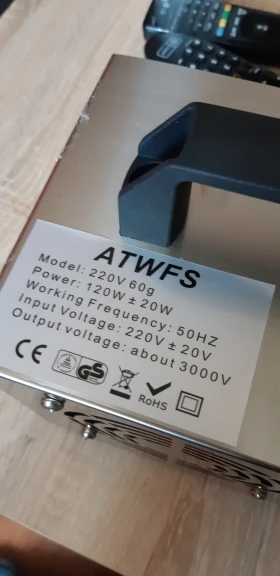 ATWFS
Model: 220V 60g
Power: 120W ± 20W
Working Frequency: 50HZ
Input Voltage: 220V ± 20V
Output voltage: about 3000V
CE GS RoHS